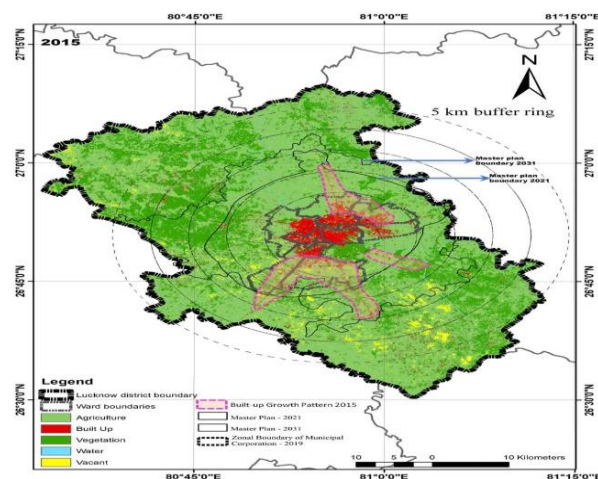 80°45'0"E 81°0'0"E 81°15'0"E
27°15'0"N
2015
N
5 km buffer ring
Master plan
boundary 2031
Master plan
boundary 2021
27°0'0"N
26°45'0"N
26°30'0"N
Legend
Lucknow district boundary
Ward boundaries
Agriculture
Built Up
Vegetation
Water
Vacent
Built-up Growth Pattern 2015
Master Plan - 2021
Master Plan - 2031
Zonal Boundary of Municipal
Corporation - 2019
10 5 0 10 Kilometers
80°45'0"E 81°0'0"E 81°15'0"E
27°15'0"N
27°0'0"N
26°45'0"N
26°30'0"N